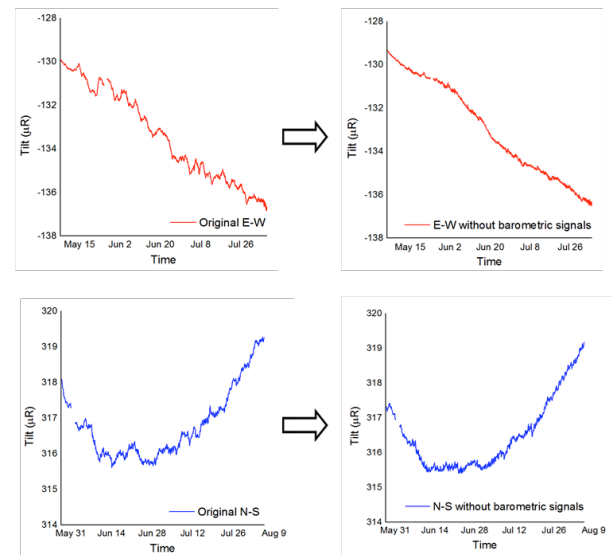 -128
-130
-132
-134
-136
-138
Tilt (µR)
Original E-W
May 15 Jun 2 Jun 20 Jul 8 Jul 26
Time
-128
-130
-132
-134
-136
-138
Tilt (µR)
E-W without barometric signals
May 15 Jun 2 Jun 20 Jul 8 Jul 26
Time
320
319
318
317
316
315
314
Tilt (µR)
Original N-S
May 31 Jun 14 Jun 28 Jul 12 Jul 26 Aug 9
Time
320
319
318
317
316
315
314
Tilt (µR)
N-S without barometric signals
May 31 Jun 14 Jun 28 Jul 12 Jul 26 Aug 9
Time